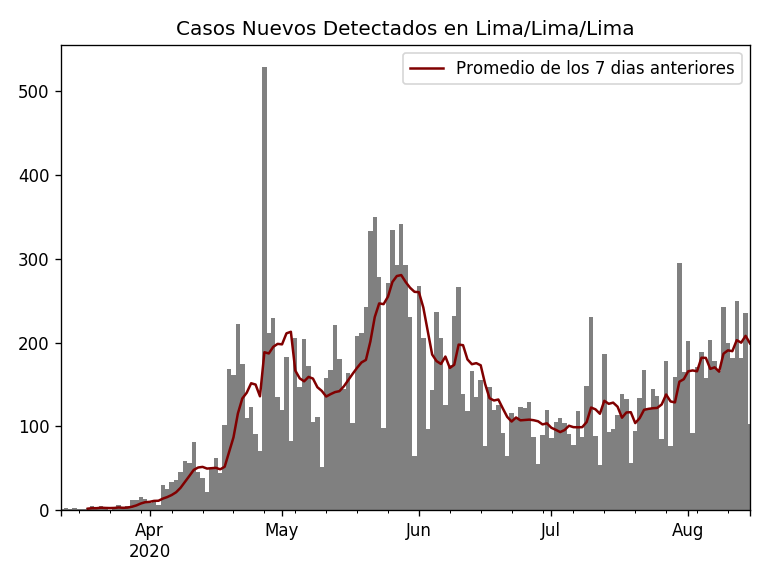 Casos Nuevos Detectados en Lima/Lima/Lima
Promedio de los 7 dias anteriores
500
400
300
200
100
0
Apr
2020
May
Jun
Jul
Aug